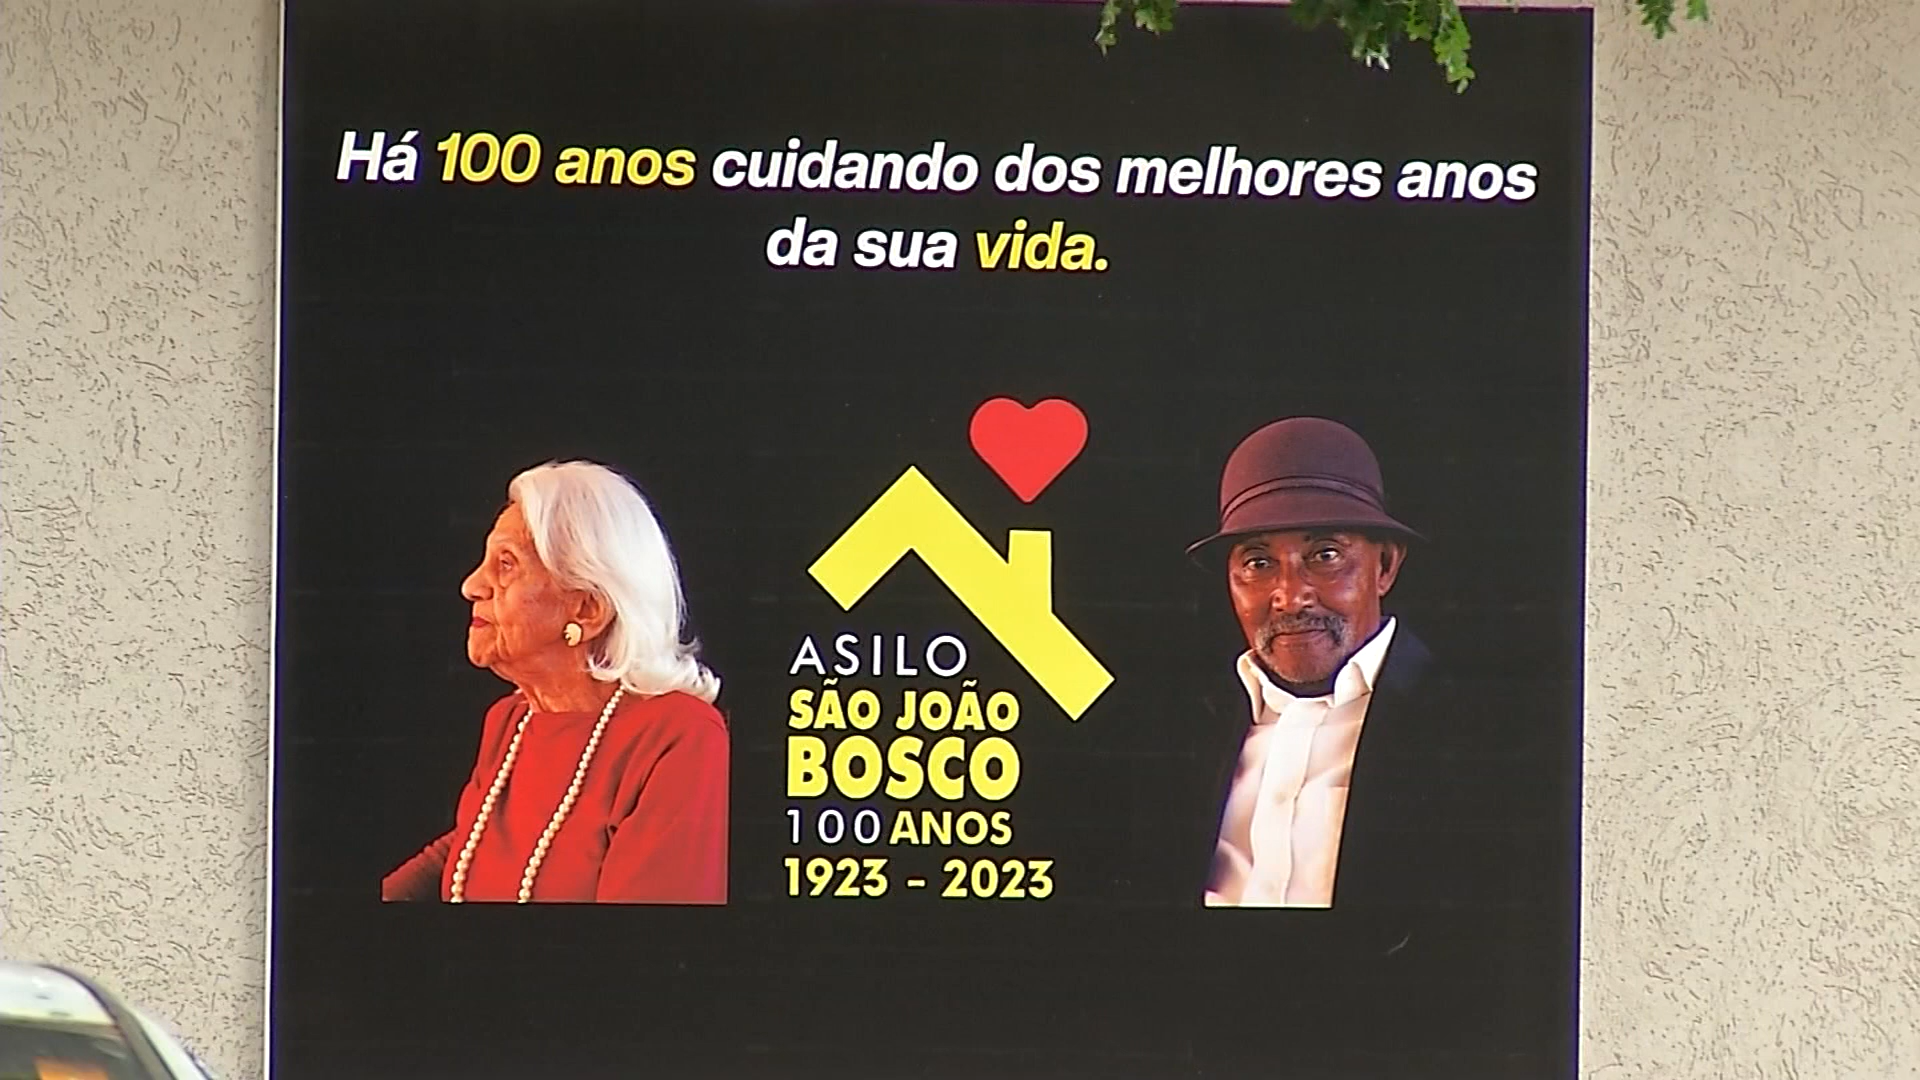 Há 100 anos cuidando dos melhores anos
da sua vida.
ASILO
SÃO JOÃO
BOSCO
100 ANOS
1923 - 2023